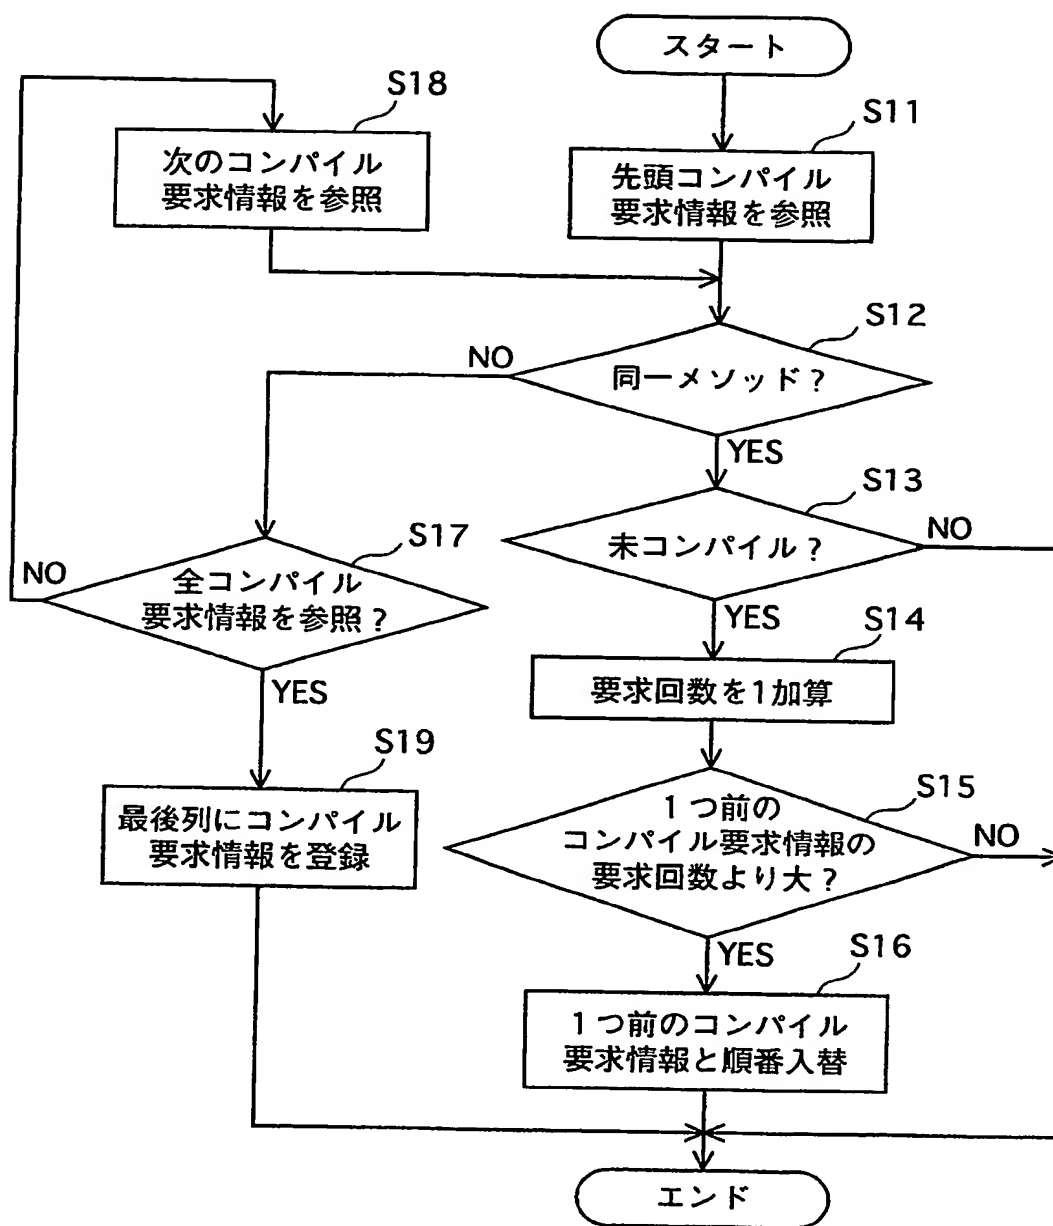 スタート
S18
次のコンパイル
要求情報を参照
S11
先頭コンパイル
要求情報を参照
S12
同一メソッド？
NO
YES
S13
未コンパイル？
NO
YES
S17
全コンパイル
要求情報を参照？
NO
YES
S14
要求回数を1加算
S19
最後列にコンパイル
要求情報を登録
S15
1つ前の
コンパイル要求情報の
要求回数より大？
NO
YES
S16
1つ前のコンパイル
要求情報と順番入替
エンド